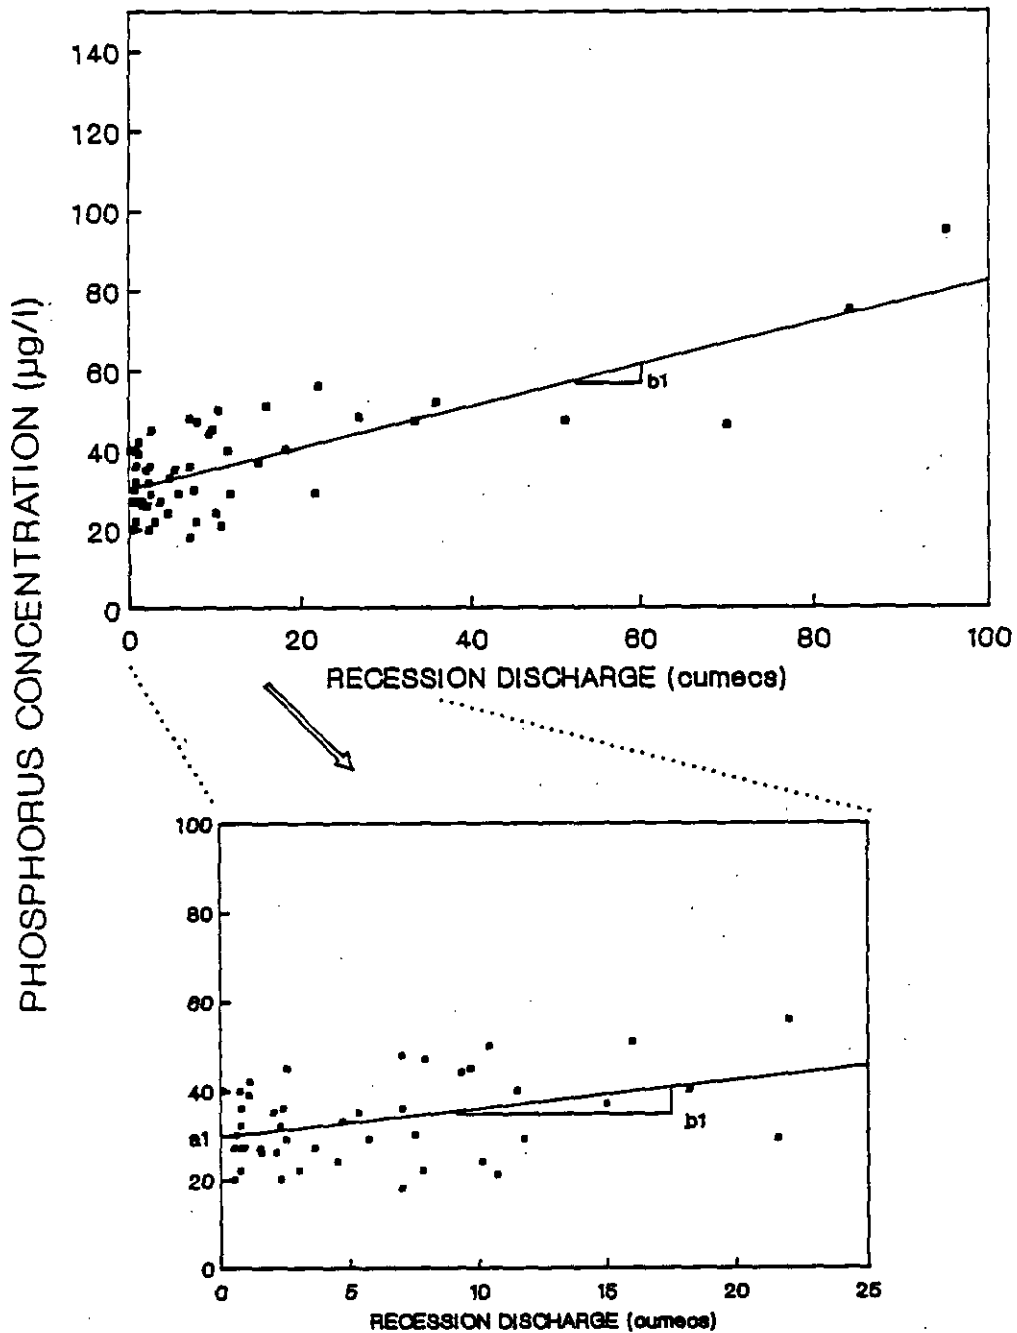 PHOSPHORUS CONCENTRATION (µg/l)
140
120
100
80
60
40
20
0
b1
0 20 40 60 80 100
RECESSION DISCHARGE (cumecs)
100
80
60
40
a1
20
0
b1
0 5 10 15 20 25
RECESSION DISCHARGE (cumecs)